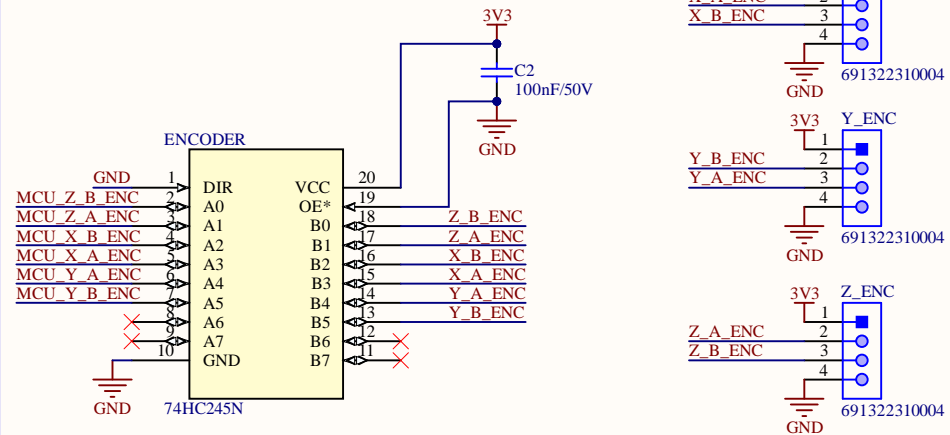 3V3
C2
100nF/50V
GND
ENCODER
GND 1 DIR VCC 20
MCU_Z_B_ENC 2 A0 OE* 19
MCU_Z_A_ENC 3 A1 B0 18 Z_B_ENC
MCU_X_B_ENC 4 A2 B1 17 Z_A_ENC
MCU_X_A_ENC 5 A3 B2 16 X_B_ENC
MCU_Y_A_ENC 6 A4 B3 15 X_A_ENC
MCU_Y_B_ENC 7 A5 B4 14 Y_A_ENC
8 A6 B5 13 Y_B_ENC
9 A7 B6 12
10 GND B7 11
GND
74HC245N
X_A_ENC 2
X_B_ENC 3
4
691322310004
GND
Y_ENC
3V3
1
Y_B_ENC 2
Y_A_ENC 3
4
691322310004
GND
Z_ENC
3V3
1
Z_A_ENC 2
Z_B_ENC 3
4
691322310004
GND